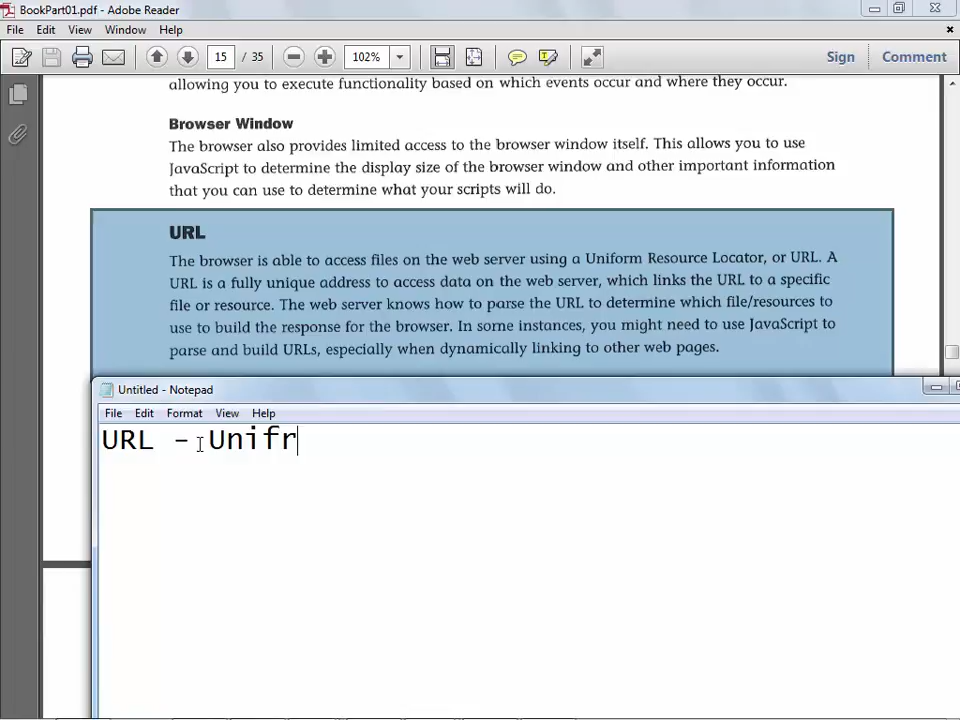 BookPart01.pdf - Adobe Reader
File Edit View Window Help
15 / 35 102% Sign Comment
allowing you to execute functionality based on which events occur and where they occur.
Browser Window
The browser also provides limited access to the browser window itself. This allows you to use
JavaScript to determine the display size of the browser window and other important information
that you can use to determine what your scripts will do.
URL
The browser is able to access files on the web server using a Uniform Resource Locator, or URL. A
URL is a fully unique address to access data on the web server, which links the URL to a specific
file or resource. The web server knows how to parse the URL to determine which file/resources to
use to build the response for the browser. In some instances, you might need to use JavaScript to
parse and build URLs, especially when dynamically linking to other web pages.
Untitled - Notepad
File Edit Format View Help
URL - Unifr